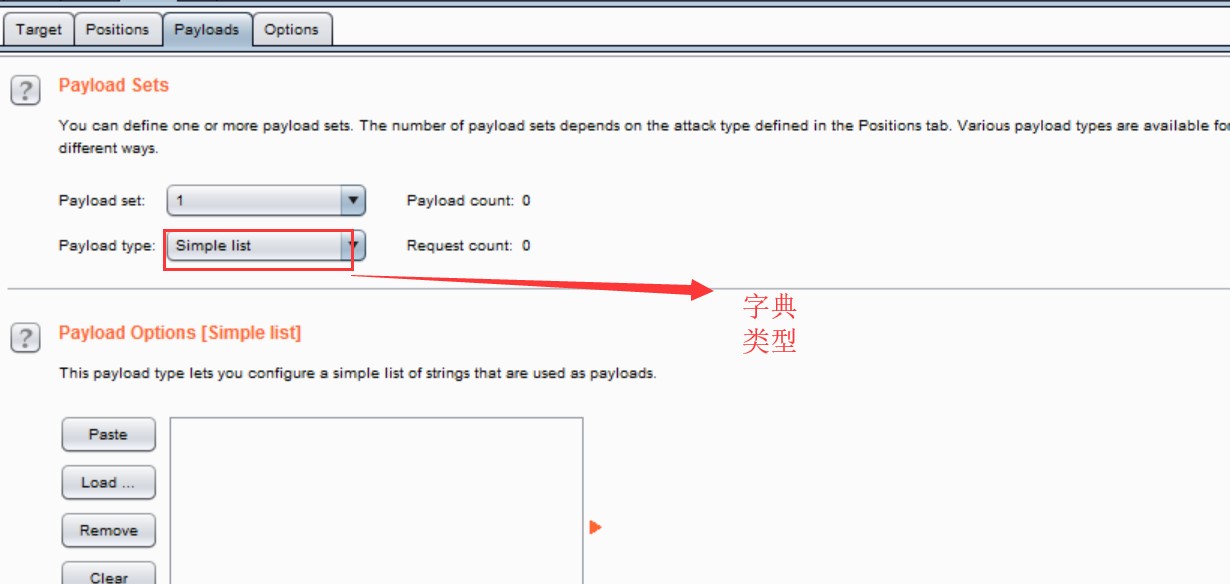 Target Positions Payloads Options
? Payload Sets
You can define one or more payload sets. The number of payload sets depends on the attack type defined in the Positions tab. Various payload types are available for
different ways.
Payload set: 1 Payload count: 0
Payload type: Simple list Request count: 0
字典
类型
? Payload Options [Simple list]
This payload type lets you configure a simple list of strings that are used as payloads.
Paste
Load ...
Remove
Clear